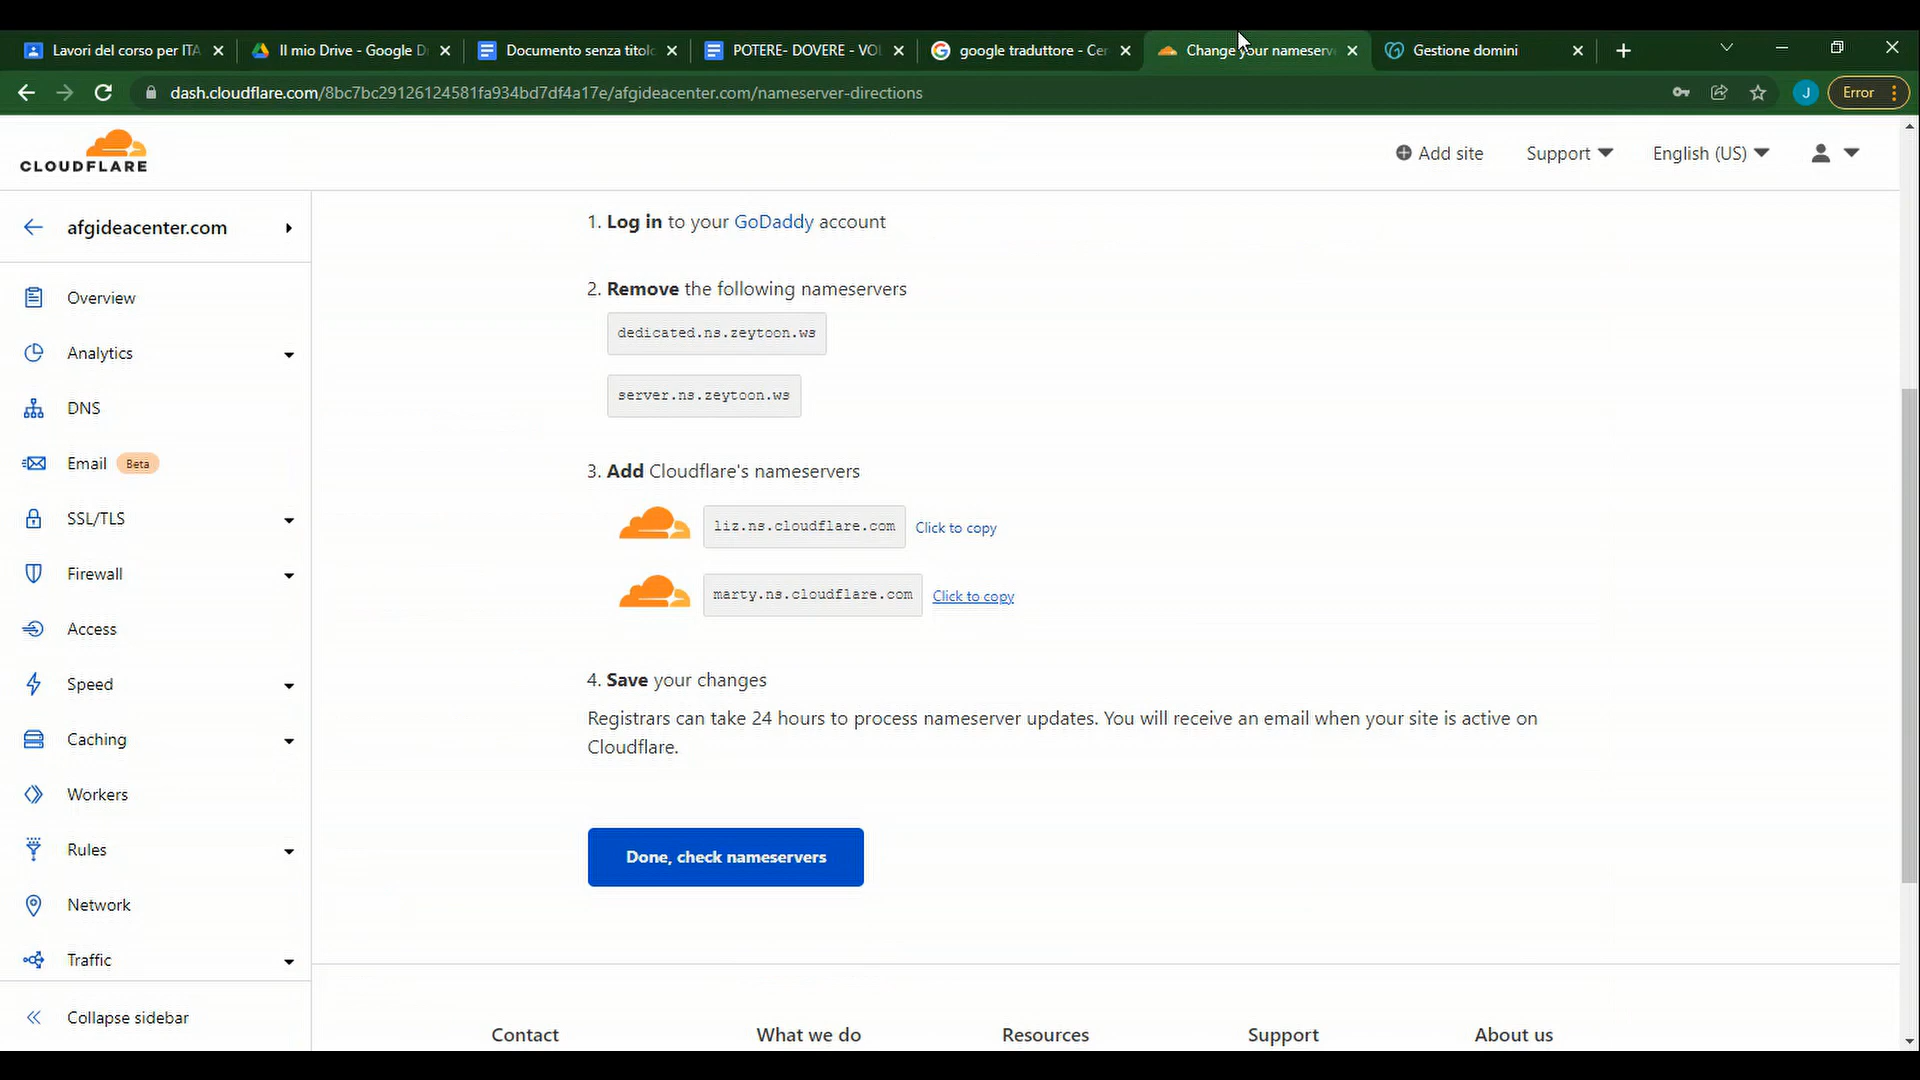 Lavori del corso per ITA
Il mio Drive - Google D
Documento senza titolo
POTERE- DOVERE - VOL
google traduttore - Cer
Change your nameserve
Gestione domini
dash.cloudflare.com/8bc7bc29126124581fa934bd7df4a17e/afgideacenter.com/nameserver-directions
J
Error
CLOUDFLARE
Add site
Support
English (US)
afgideacenter.com
Overview
Analytics
DNS
Email Beta
SSL/TLS
Firewall
Access
Speed
Caching
Workers
Rules
Network
Traffic
Collapse sidebar
1. Log in to your GoDaddy account
2. Remove the following nameservers
dedicated.ns.zeytoon.ws
server.ns.zeytoon.ws
3. Add Cloudflare's nameservers
liz.ns.cloudflare.com Click to copy
marty.ns.cloudflare.com Click to copy
4. Save your changes
Registrars can take 24 hours to process nameserver updates. You will receive an email when your site is active on
Cloudflare.
Done, check nameservers
Contact
What we do
Resources
Support
About us